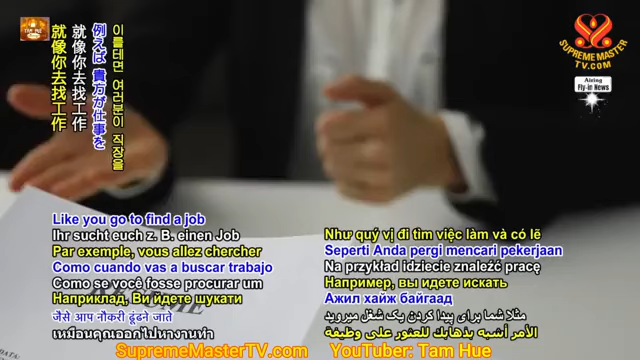 就像你去找工作
就像你去找工作
例えば 貴方が仕事を
이를테면 여러분이 직장을
SUPREME MASTER
TV.COM
Airing
Fly-in News
RESUME
Like you go to find a job
Ihr sucht euch z. B. einen Job
Par exemple, vous allez chercher
Como cuando vas a buscar trabajo
Como se você fosse procurar um
Наприклад, Ви йдете шукати
जैसे आप नौकरी ढूंढने जाते
เหมือนคุณออกไปหางานทำ
Như quý vị đi tìm việc làm và có lẽ
Seperti Anda pergi mencari pekerjaan
Na przykład idziecie znaleźć pracę
Например, вы идете искать
Ажил хайж байгаад
مثلا شما برای پیدا کردن یک شغل میروید
الأمر أشبه بذهابك للعثور على وظيفة
SupremeMasterTV.com
YouTuber: Tam Hue